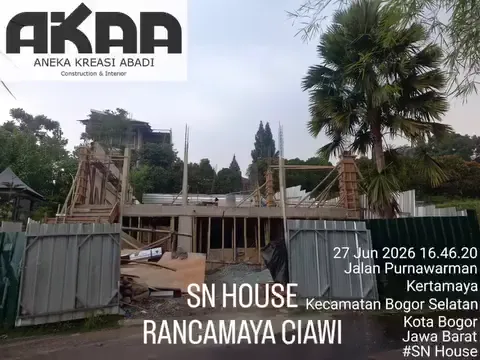 AKAA
ANEKA KREASI ABADI
Construction & Interior
27 Jun 2026 16.46.20
Jalan Purnawarman
Kertamaya
Kecamatan Bogor Selatan
Kota Bogor
Jawa Barat
#SN House
SN HOUSE
RANCAMAYA CIAWI